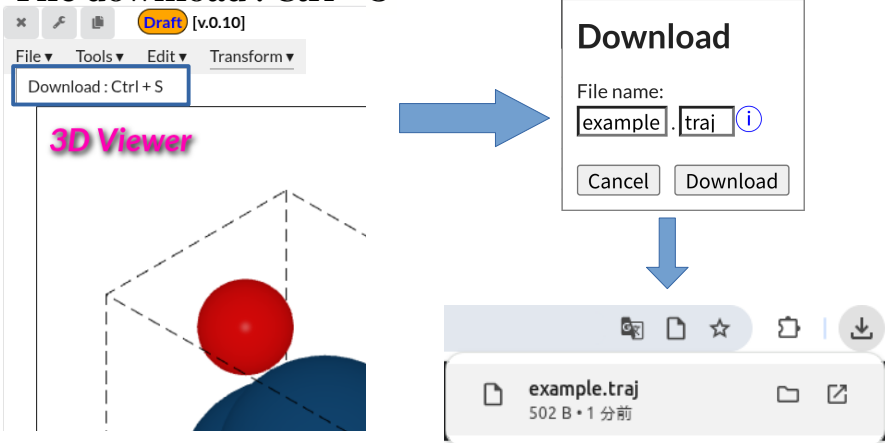 [v.0.10]
Draft
File ▾ Tools ▾ Edit ▾ Transform ▾
Download : Ctrl + S
3D Viewer
Download
File name:
example . traj i
Cancel Download
example.traj
502 B • 1 分前